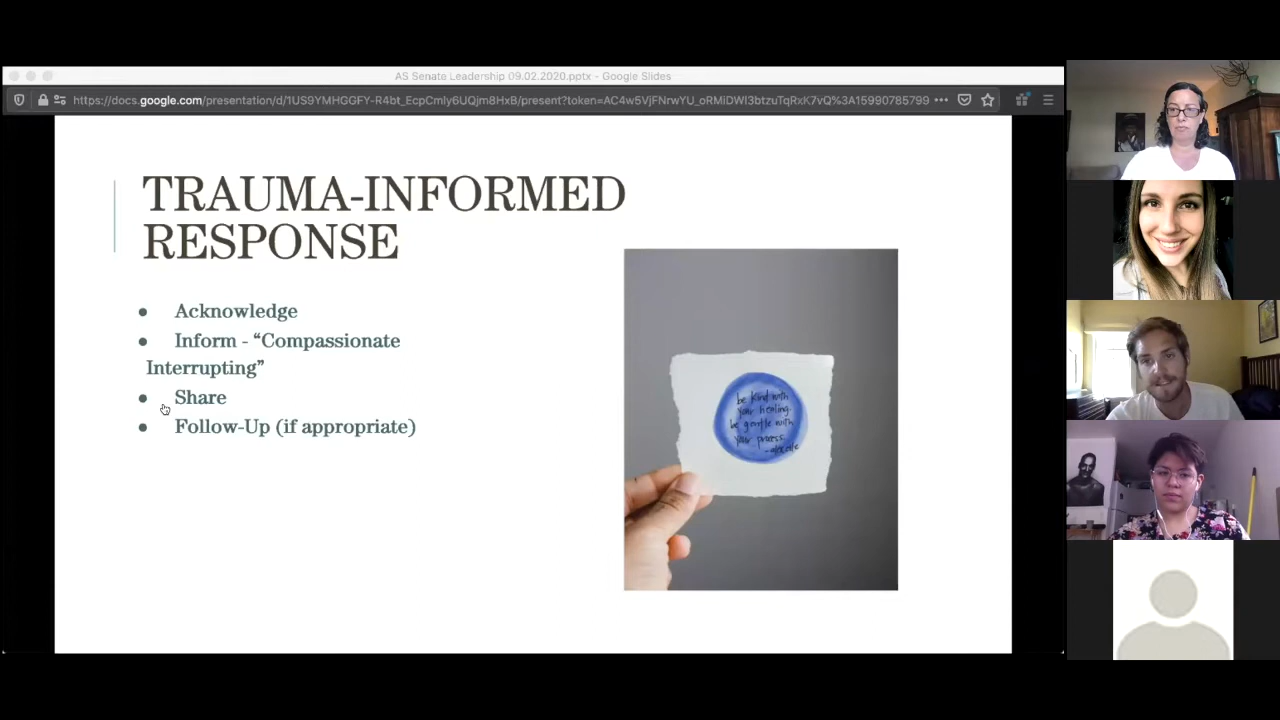 AS Senate Leadership 09.02.2020.pptx - Google Slides
https://docs.google.com/presentation/d/1US9YMHGGFY-R4bt_EcpCmIy6UQjm8HxB/present?token=AC4w5VjFNrwYU_oRMiDWI3btzuTqRxK7vQ%3A15990785799
TRAUMA-INFORMED
RESPONSE
● Acknowledge
● Inform - “Compassionate
Interrupting”
● Share
● Follow-Up (if appropriate)
be kind with
your healing.
be gentle with
your process.